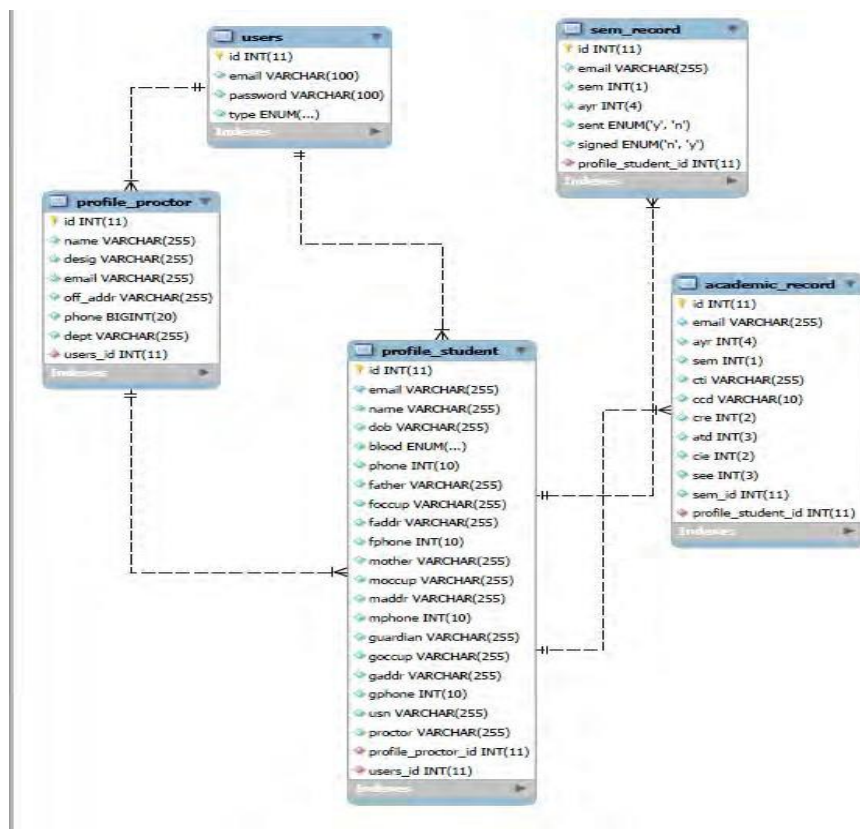 users
id INT(11)
email VARCHAR(100)
password VARCHAR(100)
type ENUM(...)
Indexes
sem_record
id INT(11)
email VARCHAR(255)
sem INT(1)
ayr INT(4)
sent ENUM('y', 'n')
signed ENUM('n', 'y')
profile_student_id INT(11)
Indexes
profile_proctor
id INT(11)
name VARCHAR(255)
desig VARCHAR(255)
email VARCHAR(255)
off_addr VARCHAR(255)
phone BIGINT(20)
dept VARCHAR(255)
users_id INT(11)
Indexes
academic_record
id INT(11)
email VARCHAR(255)
ayr INT(4)
sem INT(1)
cti VARCHAR(255)
ccd VARCHAR(10)
cre INT(2)
atd INT(3)
cie INT(2)
see INT(3)
sem_id INT(11)
profile_student_id INT(11)
Indexes
profile_student
id INT(11)
email VARCHAR(255)
name VARCHAR(255)
dob VARCHAR(255)
blood ENUM(...)
phone INT(10)
father VARCHAR(255)
foccup VARCHAR(255)
faddr VARCHAR(255)
fphone INT(10)
mother VARCHAR(255)
moccup VARCHAR(255)
maddr VARCHAR(255)
mphone INT(10)
guardian VARCHAR(255)
goccup VARCHAR(255)
gaddr VARCHAR(255)
gphone INT(10)
usn VARCHAR(255)
proctor VARCHAR(255)
profile_proctor_id INT(11)
users_id INT(11)
Indexes